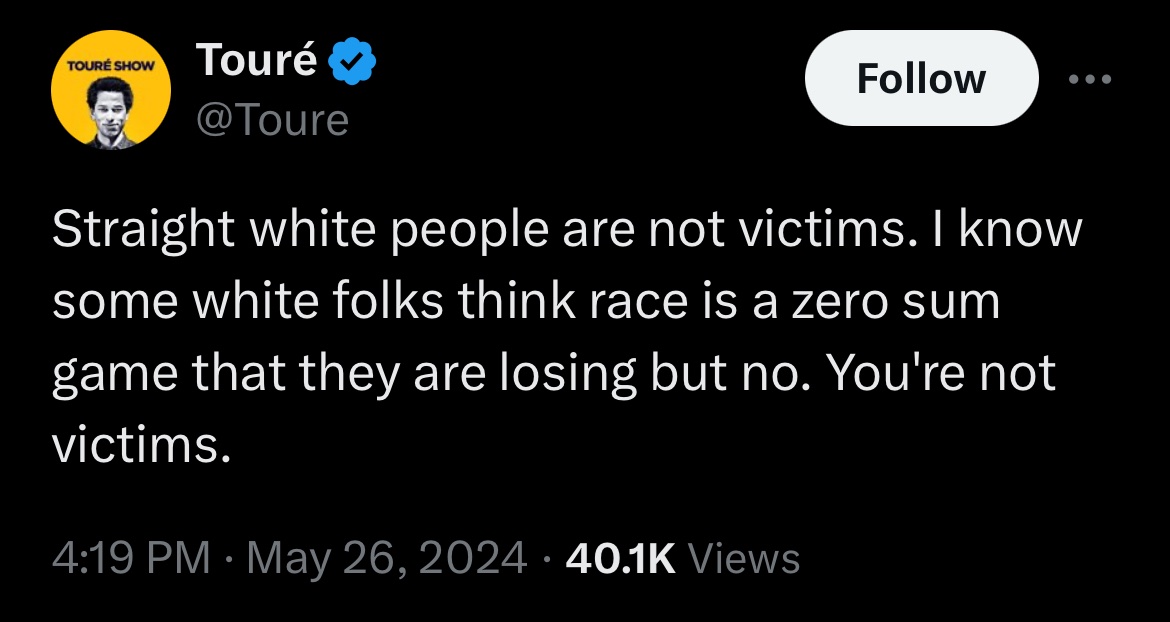 TOURÉ SHOW
Touré
@Toure
Follow
Straight white people are not victims. I know
some white folks think race is a zero sum
game that they are losing but no. You're not
victims.
4:19 PM · May 26, 2024 · 40.1K Views